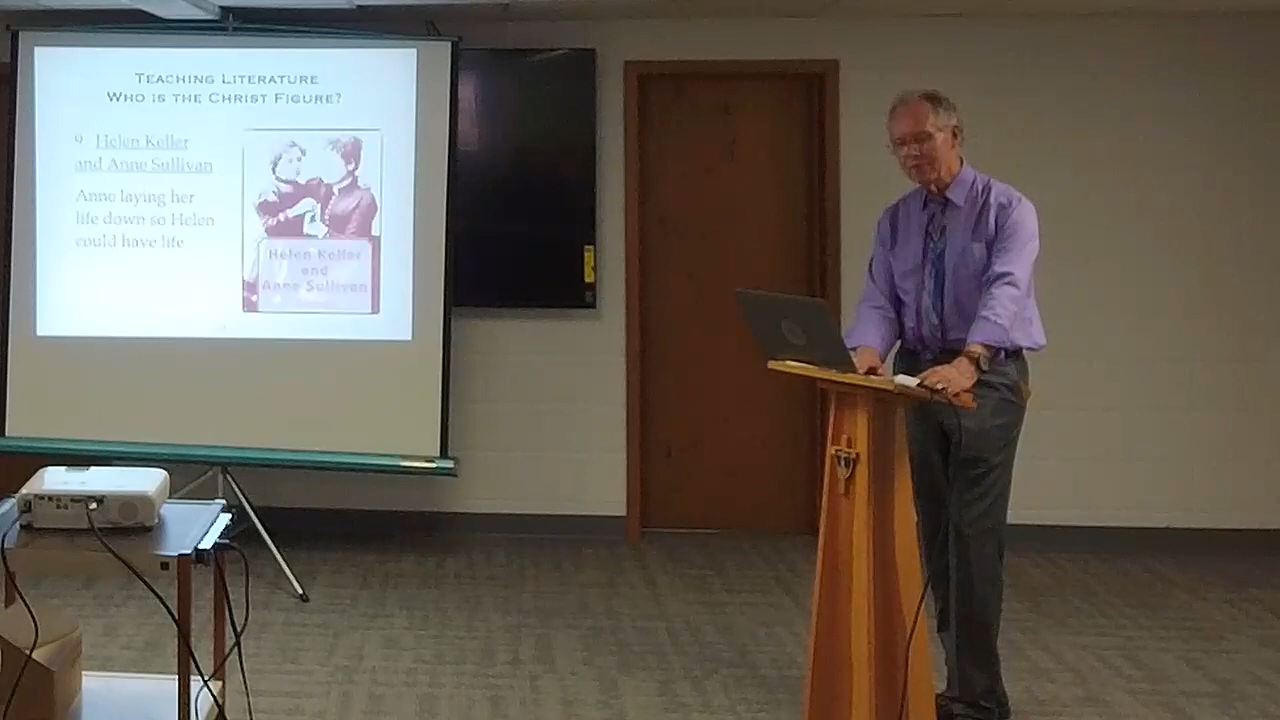 TEACHING LITERATURE
WHO IS THE CHRIST FIGURE?
9 Helen Keller
and Anne Sullivan
Anne laying her
life down so Helen
could have life
Helen Keller
and
Anne Sullivan